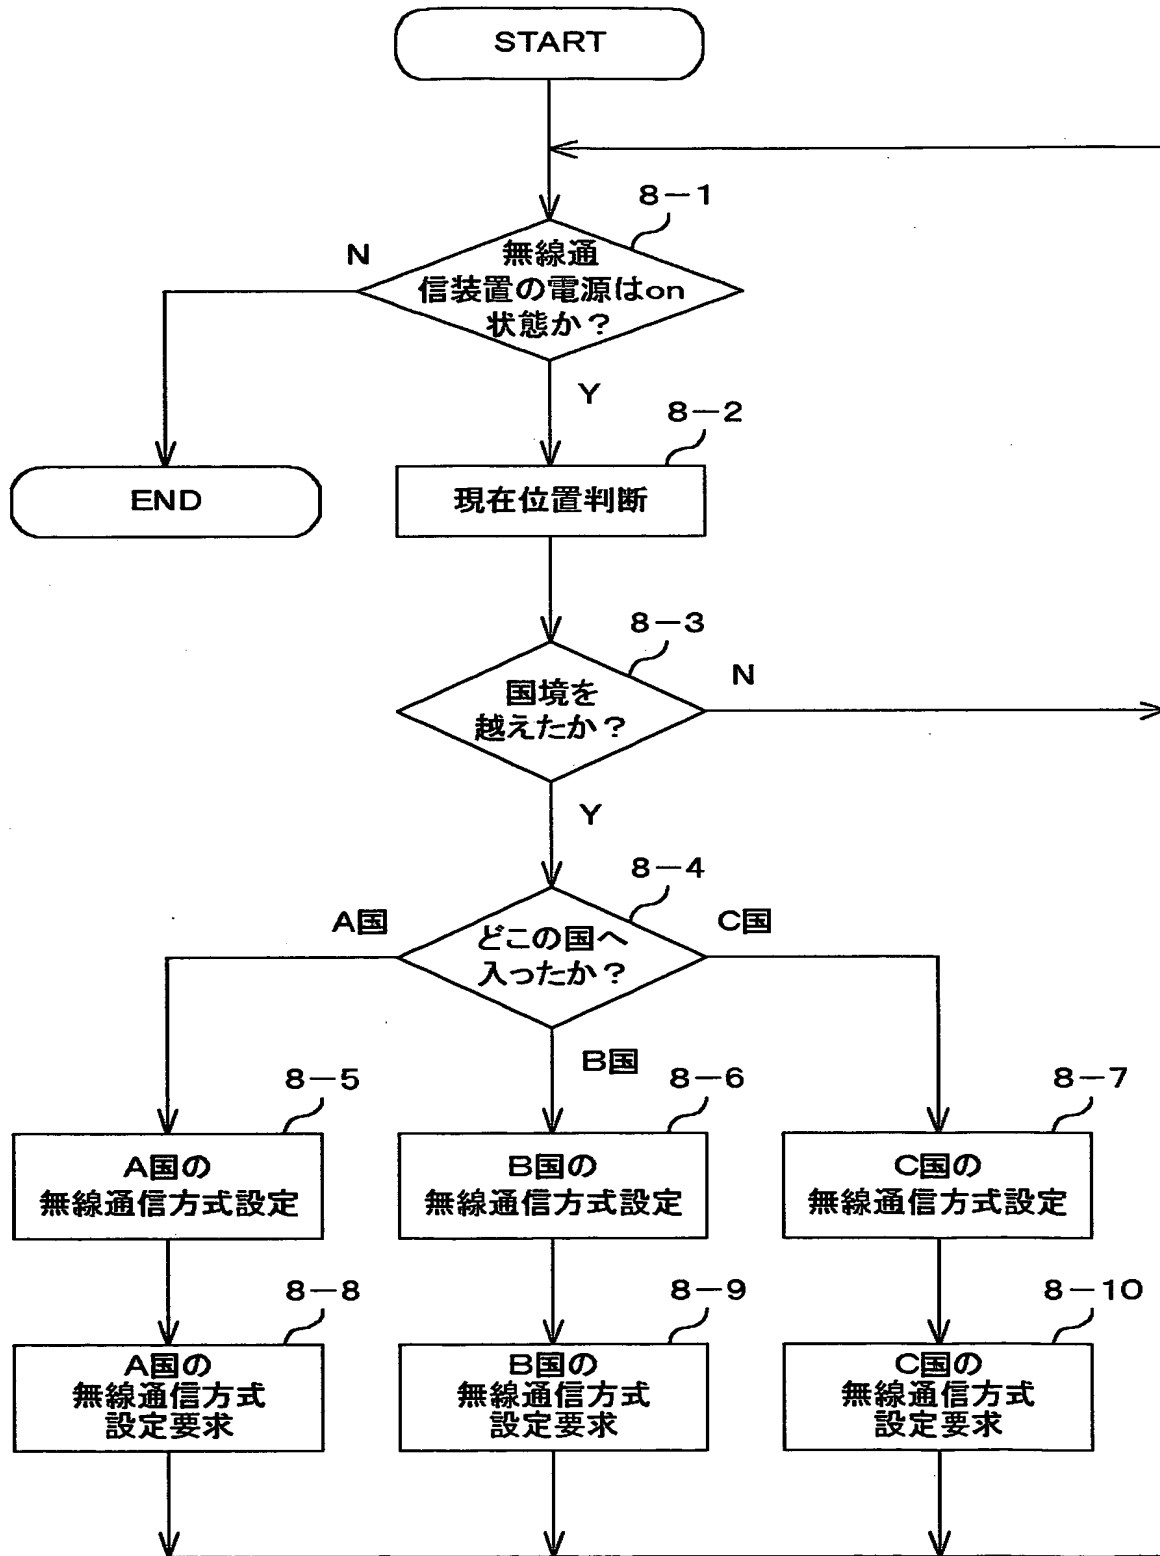 START
8-1
N
無線通
信装置の電源はon
状態か？
Y
8-2
END
現在位置判断
8-3
N
国境を
越えたか？
Y
8-4
A国
C国
どこの国へ
入ったか？
B国
8-5
8-6
8-7
A国の
無線通信方式設定
B国の
無線通信方式設定
C国の
無線通信方式設定
8-8
8-9
8-10
A国の
無線通信方式
設定要求
B国の
無線通信方式
設定要求
C国の
無線通信方式
設定要求